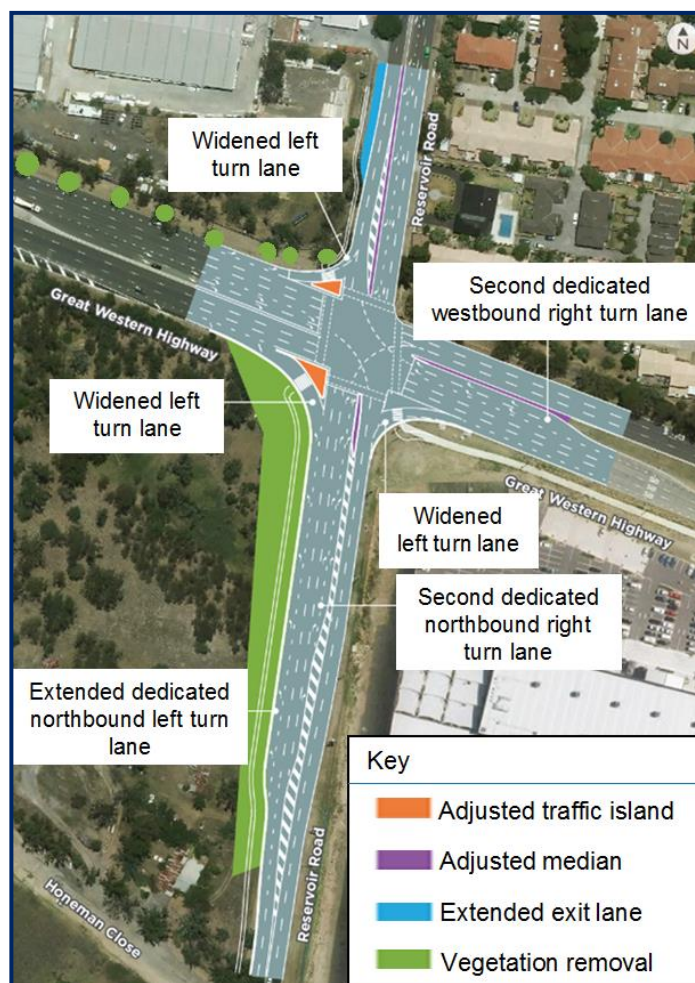 N
Widened left
turn lane
Reservoir Road
Second dedicated
westbound right turn lane
Great Western Highway
Widened left
turn lane
Great Western Highway
Widened
left turn lane
Second dedicated
northbound right
turn lane
Extended dedicated
northbound left turn
lane
Reservoir Road
Honeman Close
Key
Adjusted traffic island
Adjusted median
Extended exit lane
Vegetation removal